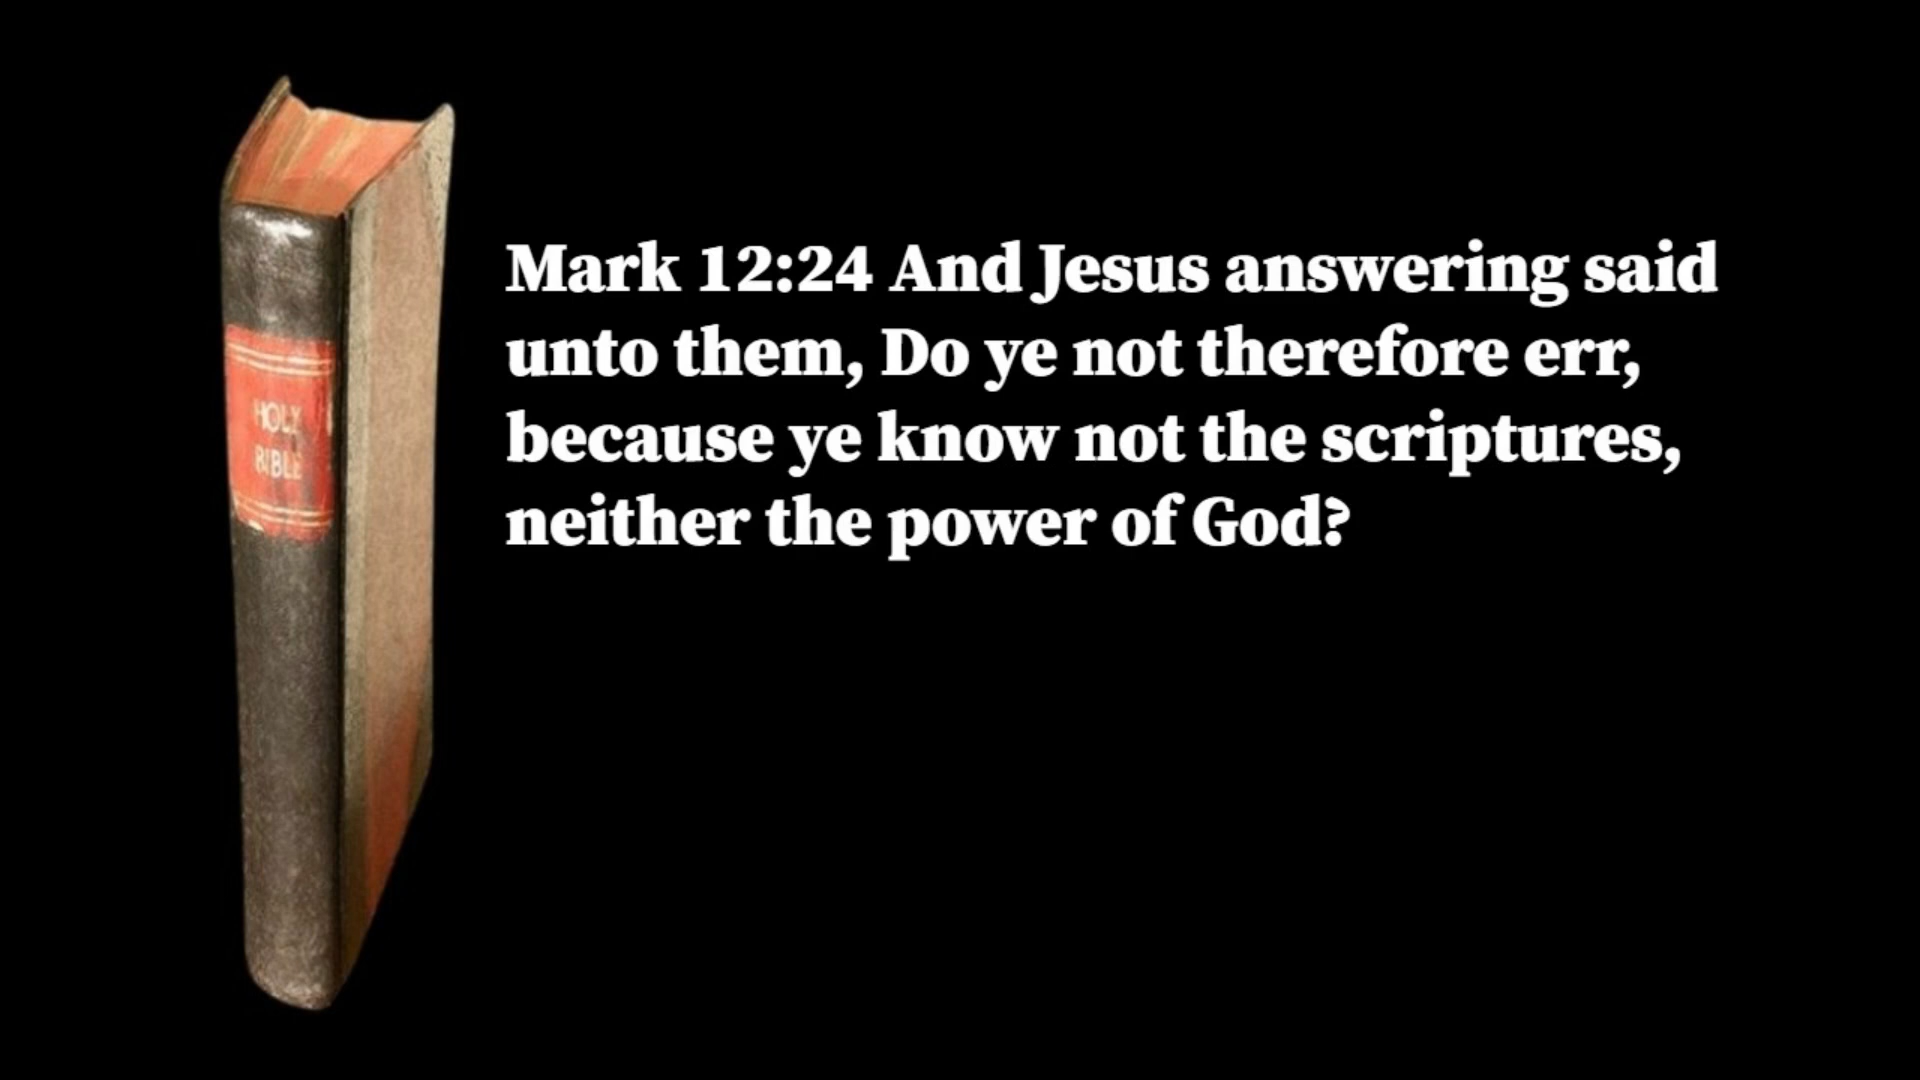 HOLY
BIBLE
Mark 12:24 And Jesus answering said
unto them, Do ye not therefore err,
because ye know not the scriptures,
neither the power of God?